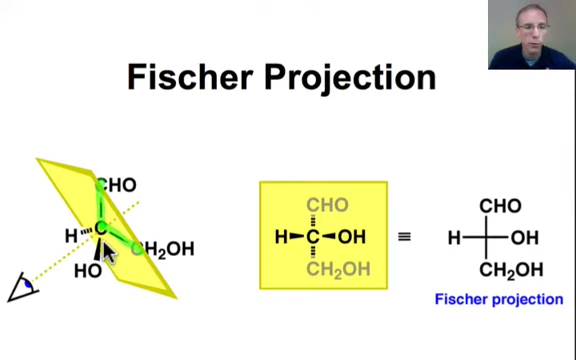 Fischer Projection
CHO
H C
CH₂OH
HO
CHO
H C OH
CH₂OH
≡
CHO
H OH
CH₂OH
Fischer projection